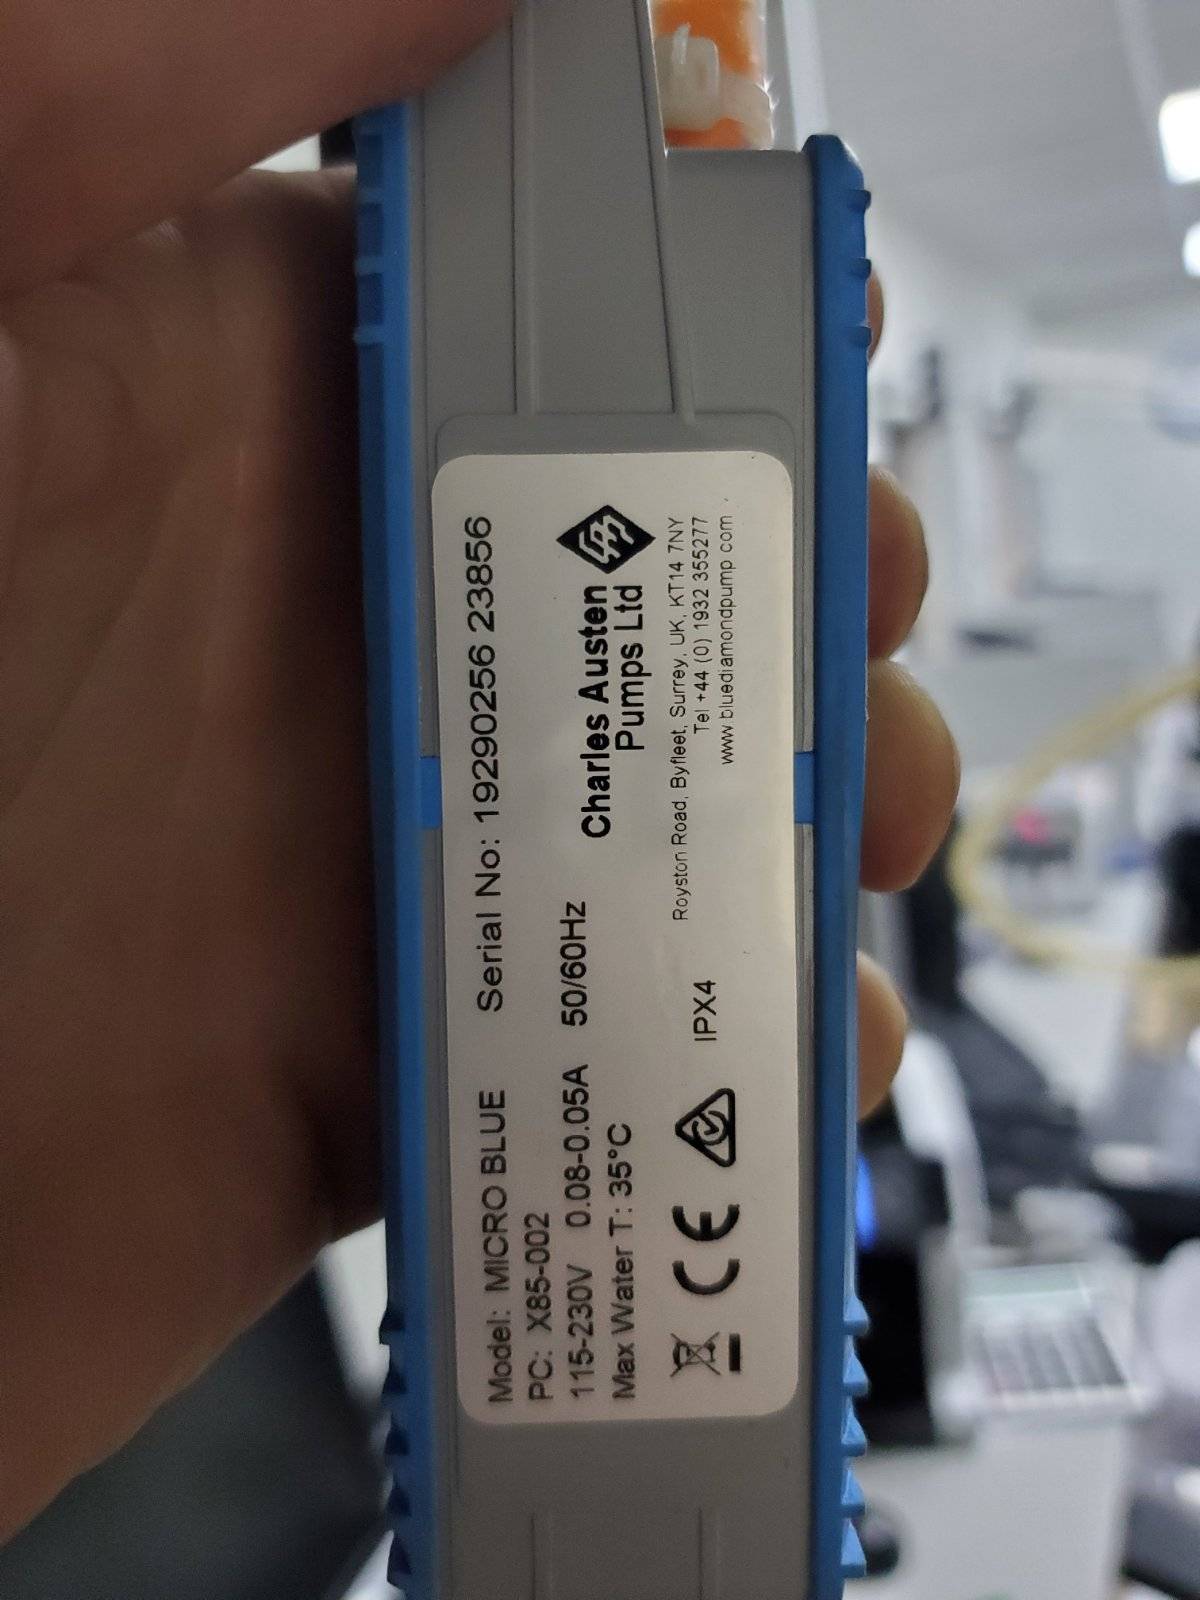 Model: MICRO BLUE Serial No: 19290256 23856
PC: X85-002
115-230V 0.08-0.05A 50/60Hz
Max Water T: 35°C
Charles Austen
Pumps Ltd
CE IPX4
Royston Road, Byfleet, Surrey, UK, KT14 7NY
Tel +44 (0) 1932 355277
www.bluediamondpump.com